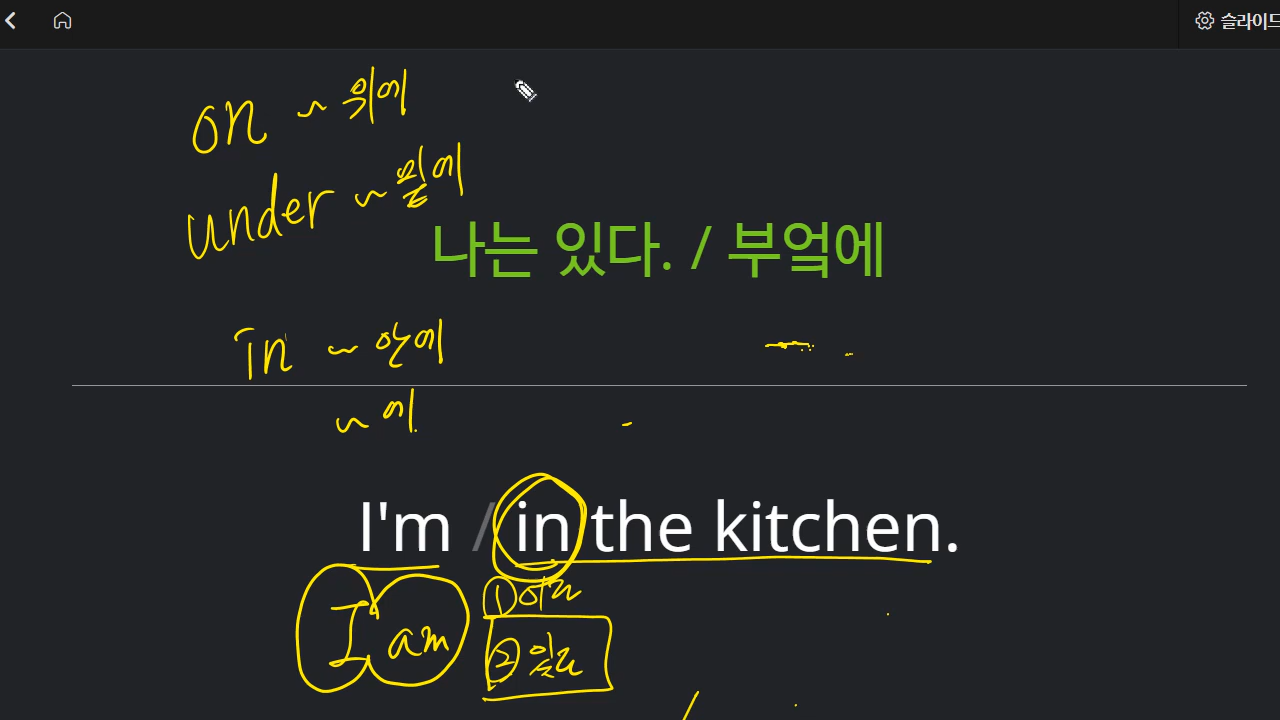 슬라이드
on ~ 위에
under ~ 밑에
나는 있다. / 부엌에
in ~ 안에
~ 에
I'm / in the kitchen.
I am
① 이다
② 있다